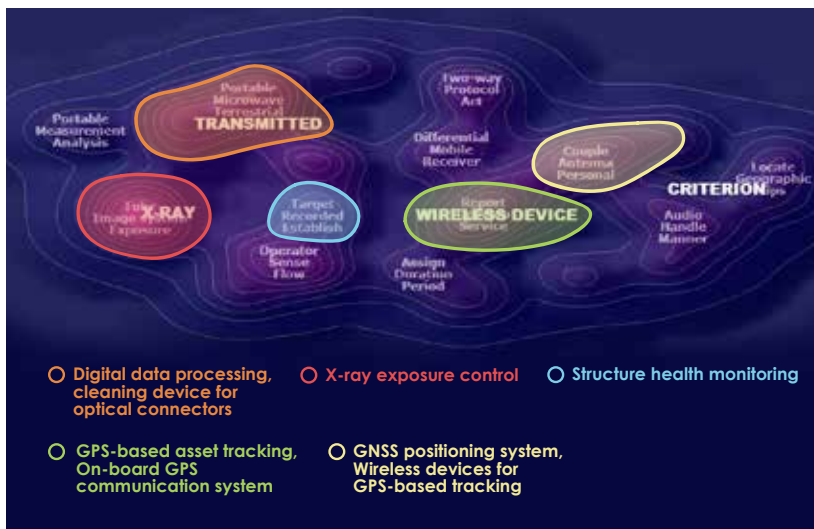 Portable
Microwave
Terrestrial
TRANSMITTED
Two-way
Protocol
Act
Portable
Measurement
Analysis
Differential
Mobile
Receiver
Couple
Antenna
Personal
Locate
Geographic
CRITERION
X-RAY
Image
Exposure
Target
Recorded
Establish
Report
WIRELESS DEVICE
Service
Audio
Handle
Manner
Operator
Sense
Flow
Assign
Duration
Period
Digital data processing,
cleaning device for
optical connectors
X-ray exposure control
Structure health monitoring
GPS-based asset tracking,
On-board GPS
communication system
GNSS positioning system,
Wireless devices for
GPS-based tracking